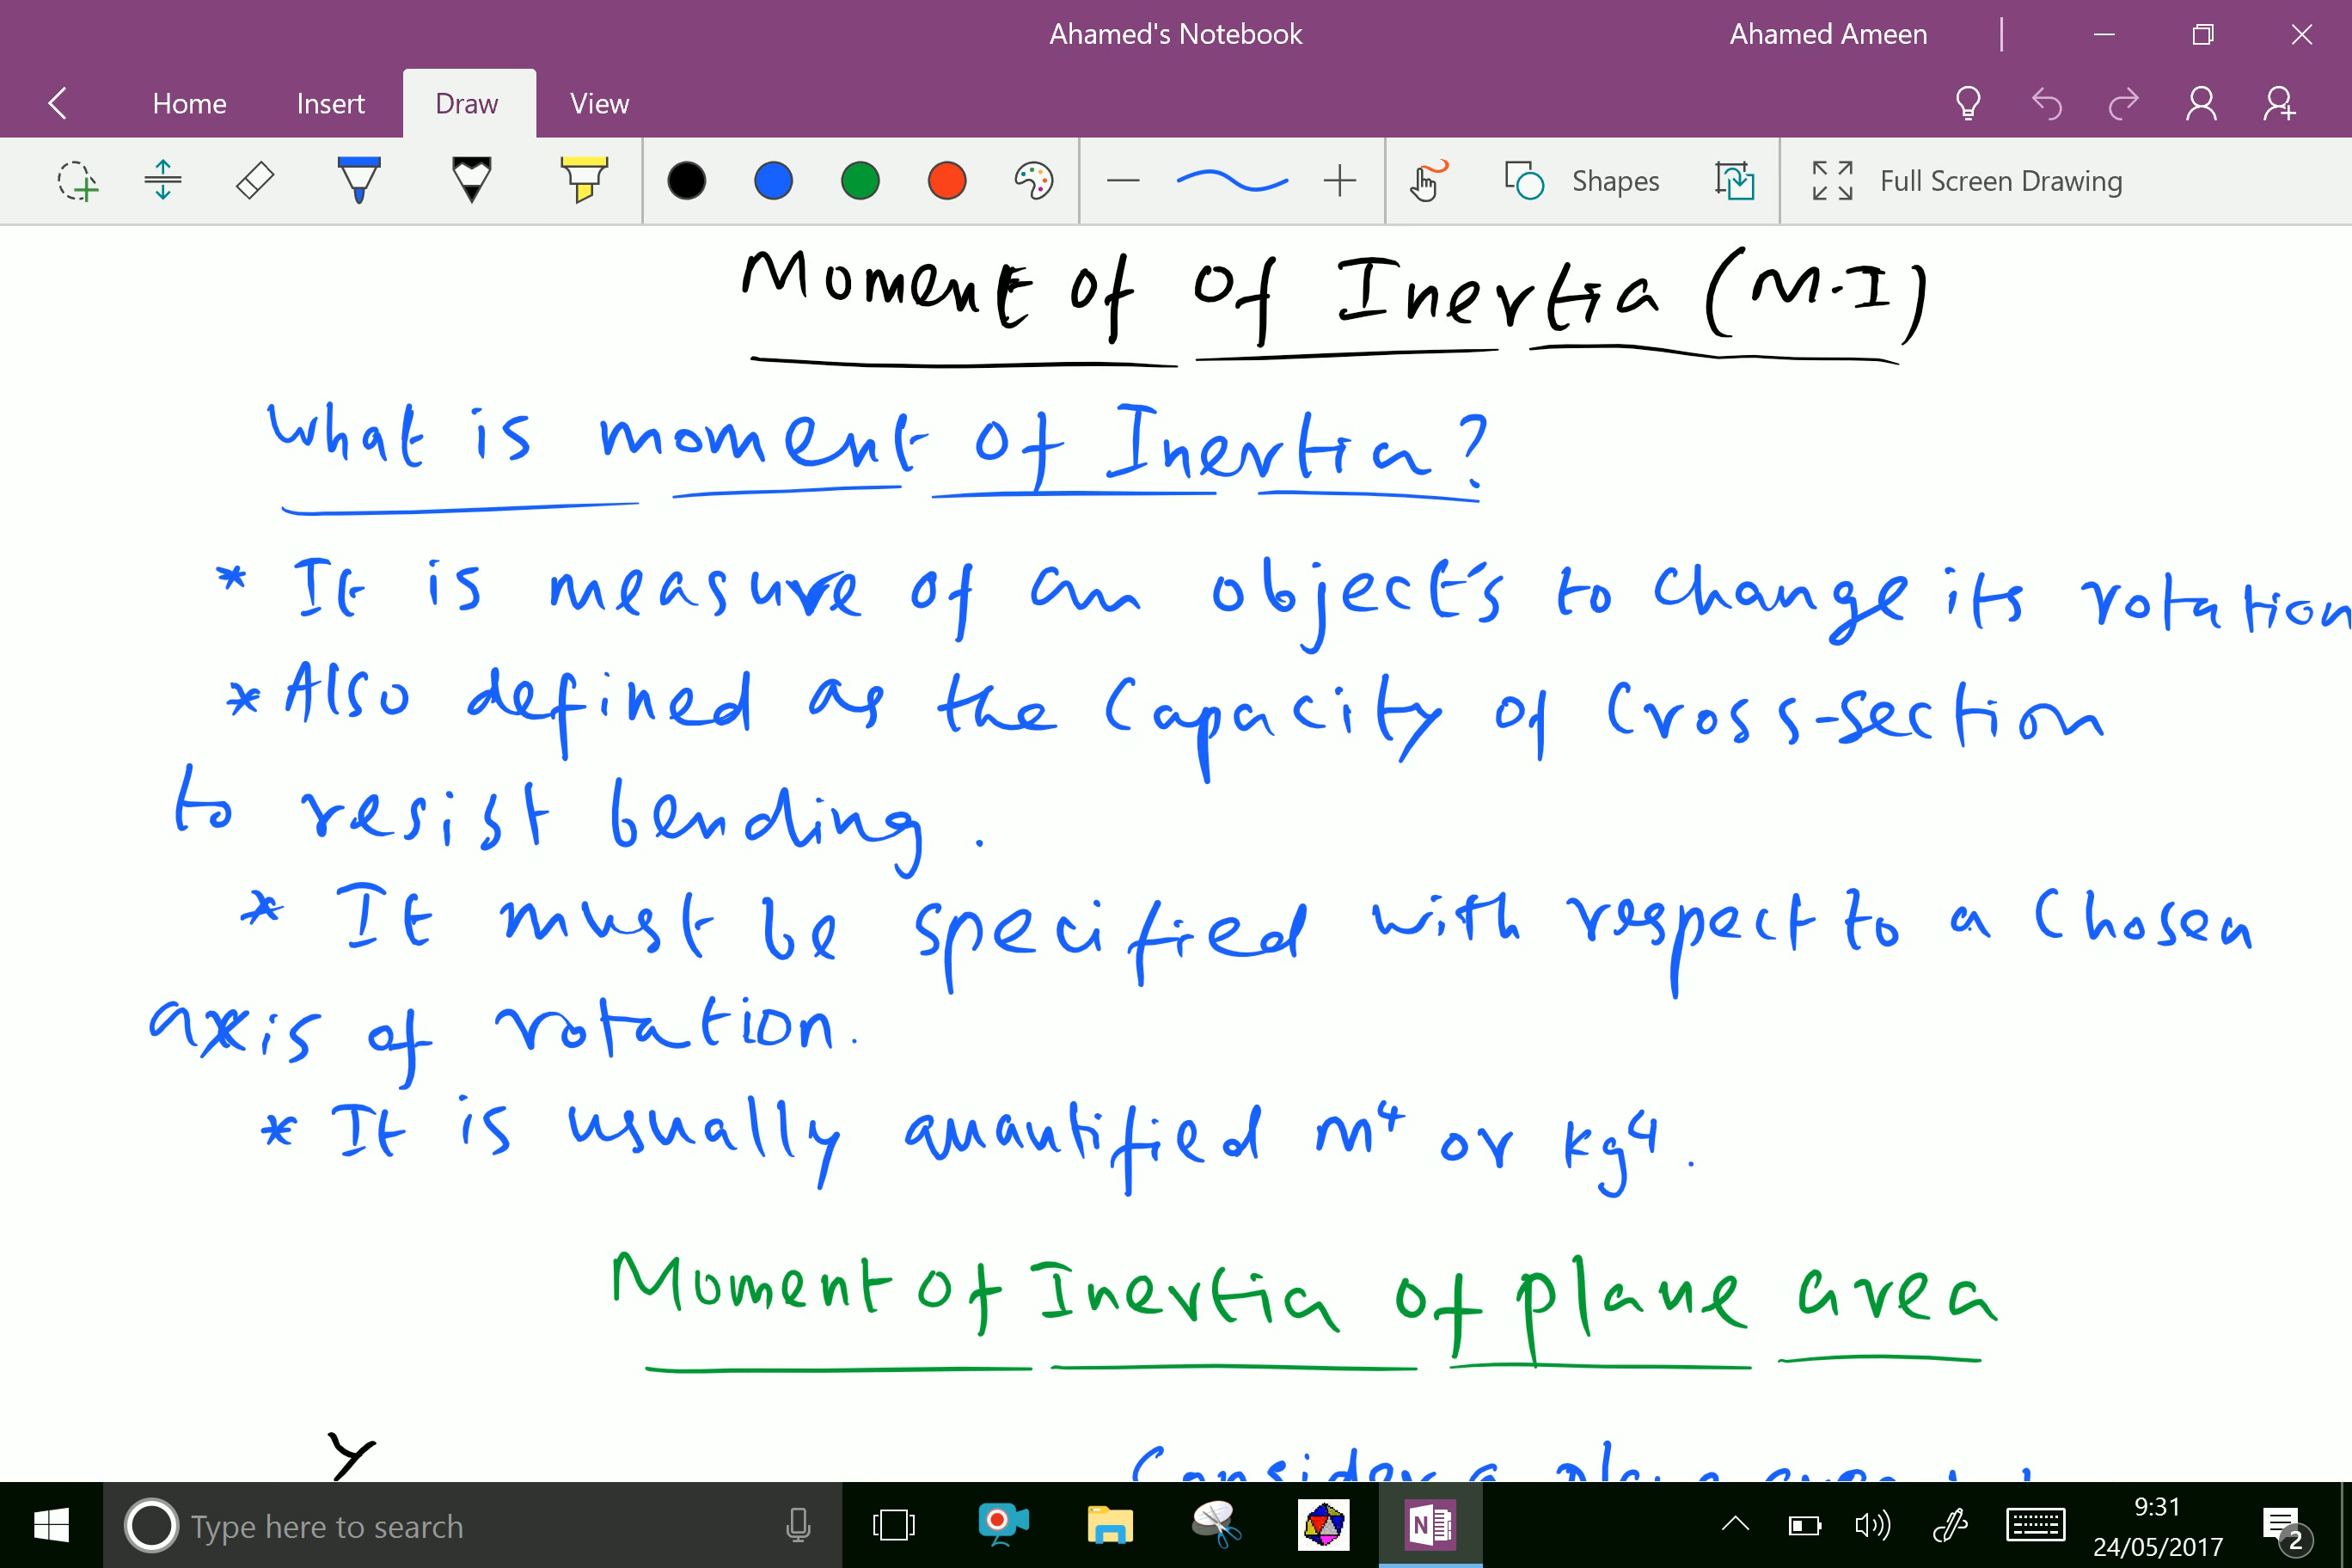 Ahamed's Notebook
Ahamed Ameen
Home Insert Draw View
Shapes
Full Screen Drawing
Moment of of Inertia (M.I)
What is moment of Inertia?
* It is measure of an object's to change its rotation
* Also defined as the capacity of cross-section
to resist bending.
* It must be specified with respect to a chosen
axis of rotation.
* It is usually quantified m⁴ or kg⁴.
Moment of Inertia of plane area
Y
Consider a plane area
Type here to search
N
9:31
24/05/2017
2